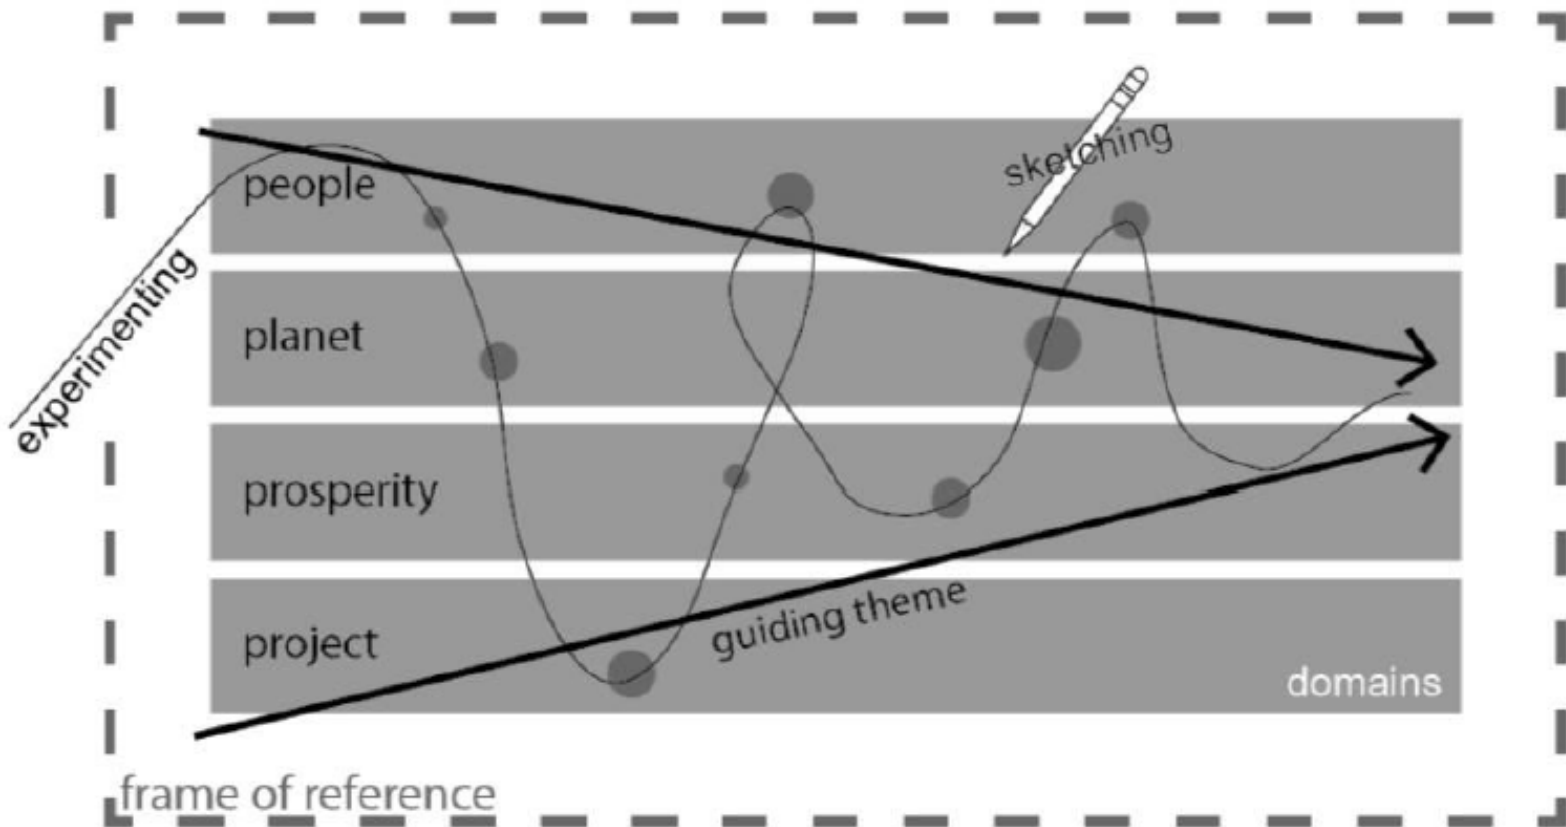 sketching
people
experimenting
planet
prosperity
guiding theme
project
domains
frame of reference